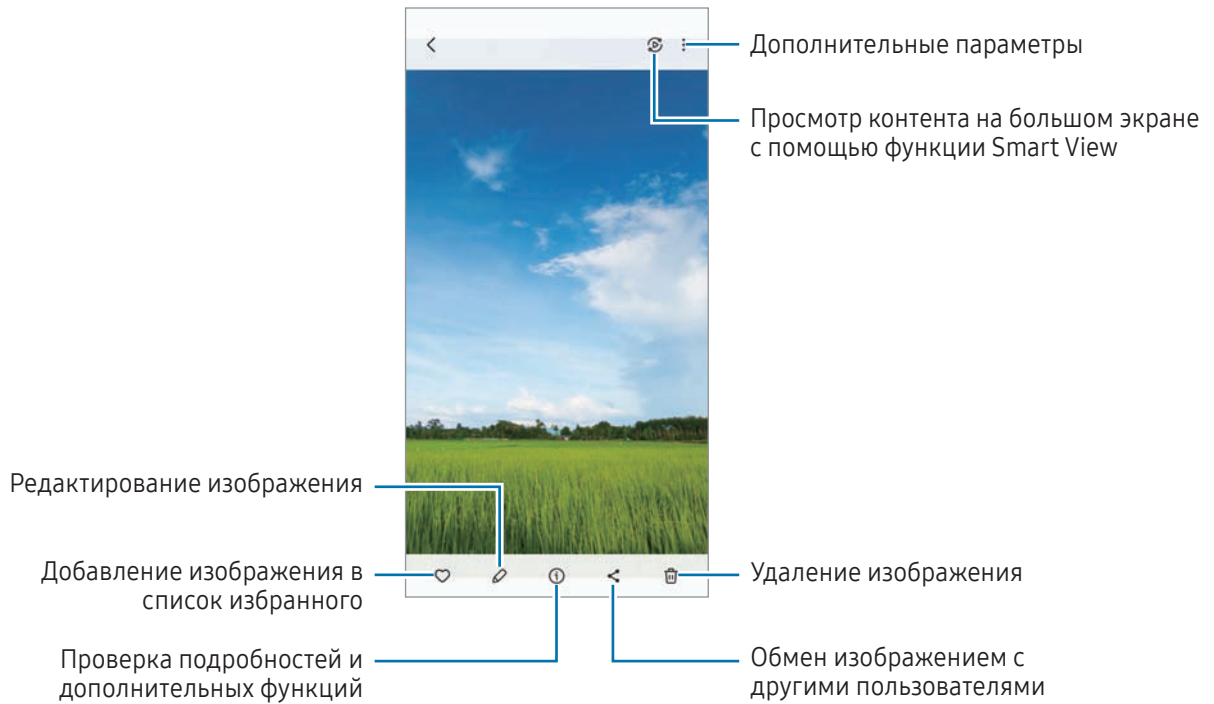 Дополнительные параметры
Просмотр контента на большом экране
с помощью функции Smart View
Редактирование изображения
Добавление изображения в
список избранного
Удаление изображения
Проверка подробностей и
дополнительных функций
Обмен изображением с
другими пользователями